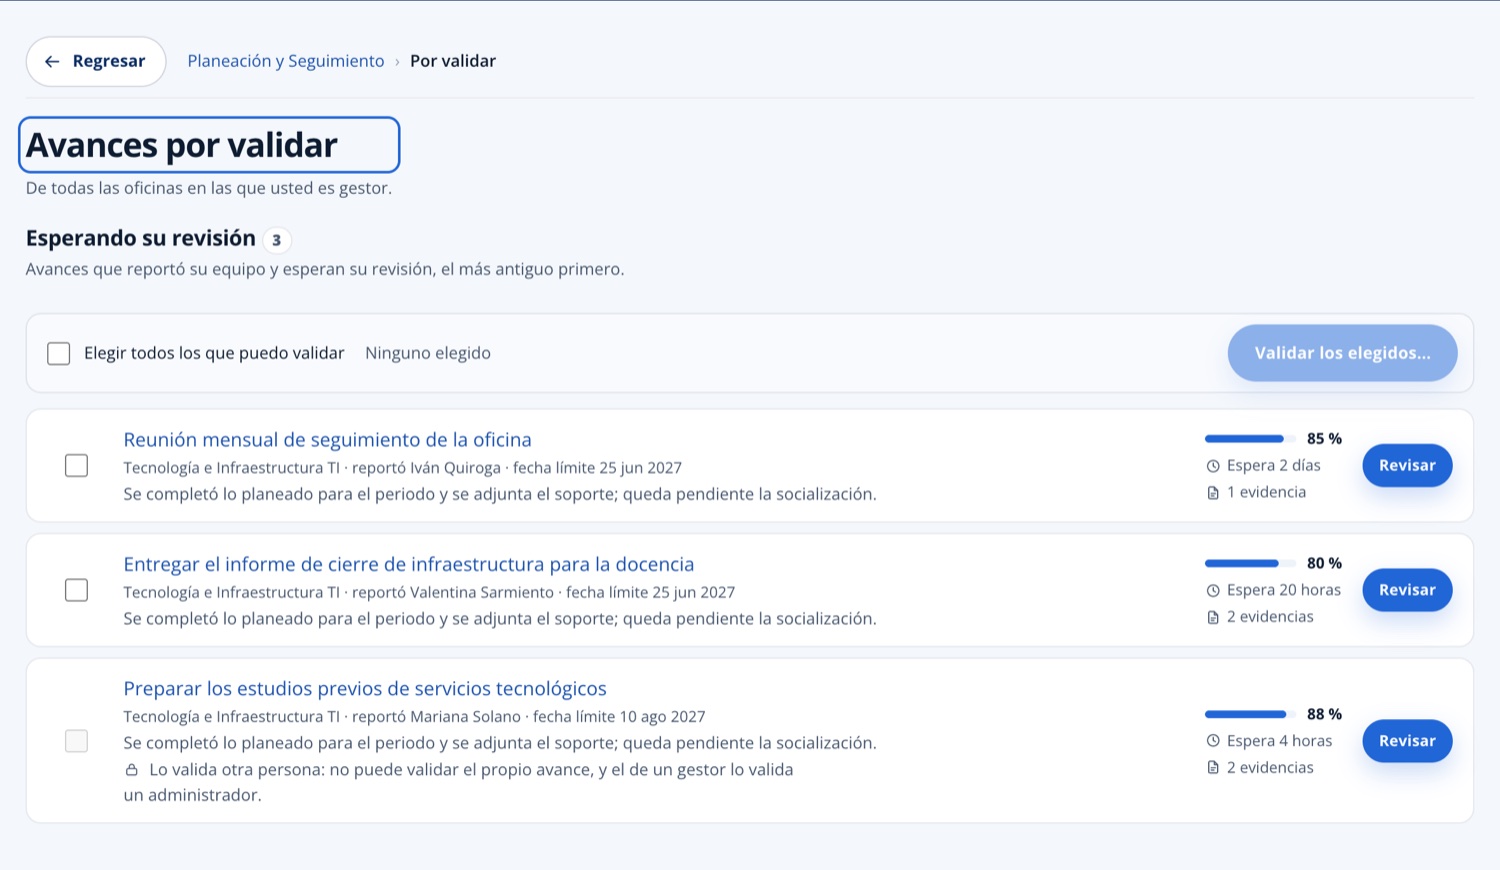 Regresar
Planeación y Seguimiento › Por validar
Avances por validar
De todas las oficinas en las que usted es gestor.
Esperando su revisión 3
Avances que reportó su equipo y esperan su revisión, el más antiguo primero.
Elegir todos los que puedo validar Ninguno elegido
Validar los elegidos...
Reunión mensual de seguimiento de la oficina
Tecnología e Infraestructura TI · reportó Iván Quiroga · fecha límite 25 jun 2027
Se completó lo planeado para el periodo y se adjunta el soporte; queda pendiente la socialización.
85 %
Espera 2 días
1 evidencia
Revisar
Entregar el informe de cierre de infraestructura para la docencia
Tecnología e Infraestructura TI · reportó Valentina Sarmiento · fecha límite 25 jun 2027
Se completó lo planeado para el periodo y se adjunta el soporte; queda pendiente la socialización.
80 %
Espera 20 horas
2 evidencias
Revisar
Preparar los estudios previos de servicios tecnológicos
Tecnología e Infraestructura TI · reportó Mariana Solano · fecha límite 10 ago 2027
Se completó lo planeado para el periodo y se adjunta el soporte; queda pendiente la socialización.
Lo valida otra persona: no puede validar el propio avance, y el de un gestor lo valida
un administrador.
88 %
Espera 4 horas
2 evidencias
Revisar